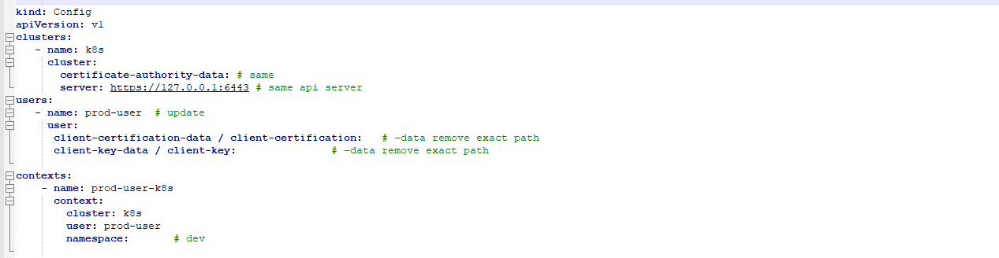 kind: Config
apiVersion: v1
clusters:
- name: k8s
cluster:
certificate-authority-data: # same
server: https://127.0.0.1:6443 # same api server
users:
- name: prod-user # update
user:
client-certification-data / client-certification: # -data remove exact path
client-key-data / client-key: # -data remove exact path
contexts:
- name: prod-user-k8s
context:
cluster: k8s
user: prod-user
namespace: # dev